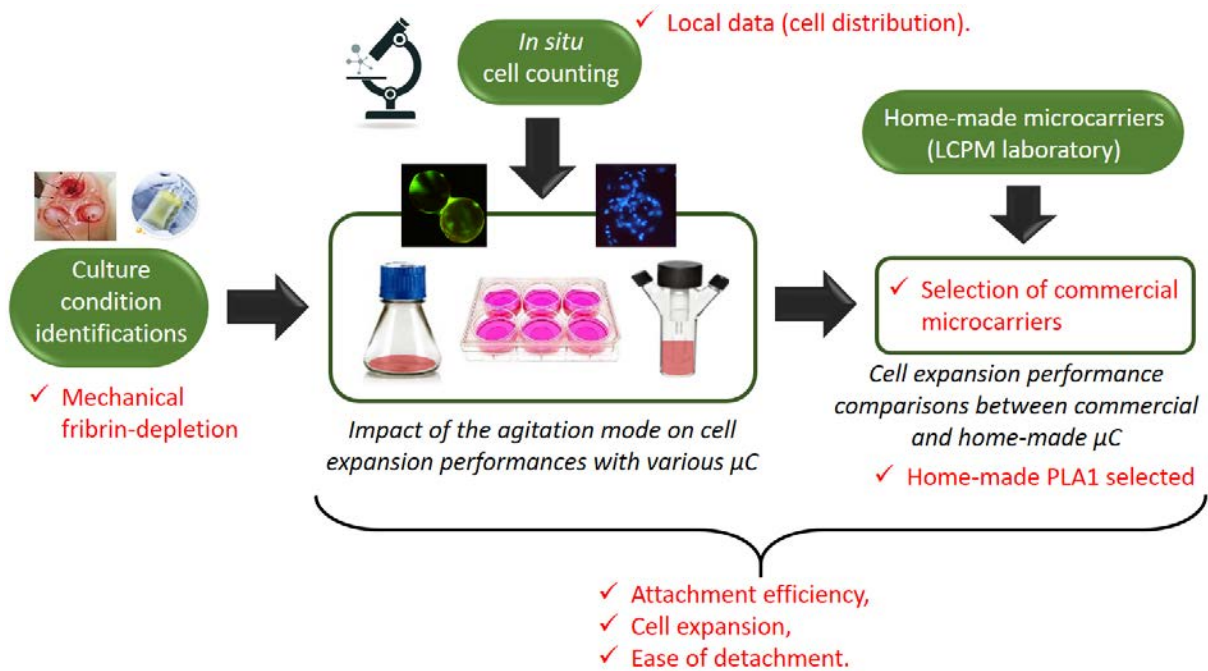 In situ
cell counting
✓ Local data (cell distribution).
Home-made microcarriers
(LCPM laboratory)
Culture
condition
identifications
✓ Mechanical
fribrin-depletion
Impact of the agitation mode on cell
expansion performances with various µC
✓ Selection of commercial
microcarriers
Cell expansion performance
comparisons between commercial
and home-made µC
✓ Home-made PLA1 selected
✓ Attachment efficiency,
✓ Cell expansion,
✓ Ease of detachment.